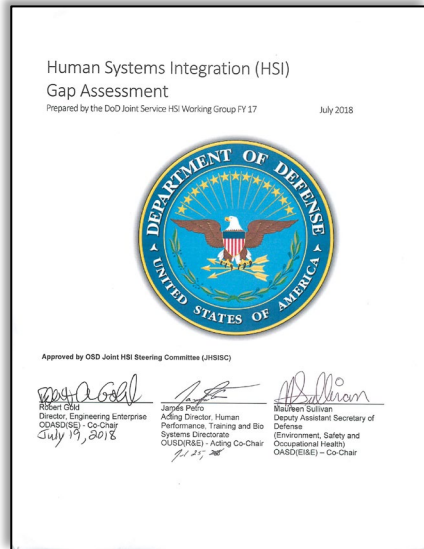 Human Systems Integration (HSI)
Gap Assessment
Prepared by the DoD Joint Service HSI Working Group FY 17 July 2018
DEPARTMENT OF DEFENSE
UNITED STATES OF AMERICA
Approved by OSD Joint HSI Steering Committee (JHSISC)
Robert Gold
Director, Engineering Enterprise
ODASD(SE) - Co-Chair
July 19, 2018
James Petro
Acting Director, Human
Performance, Training and Bio
Systems Directorate
OUSD(R&E) - Acting Co-Chair
Maureen Sullivan
Deputy Assistant Secretary of
Defense
(Environment, Safety and
Occupational Health)
OASD(EI&E) – Co-Chair